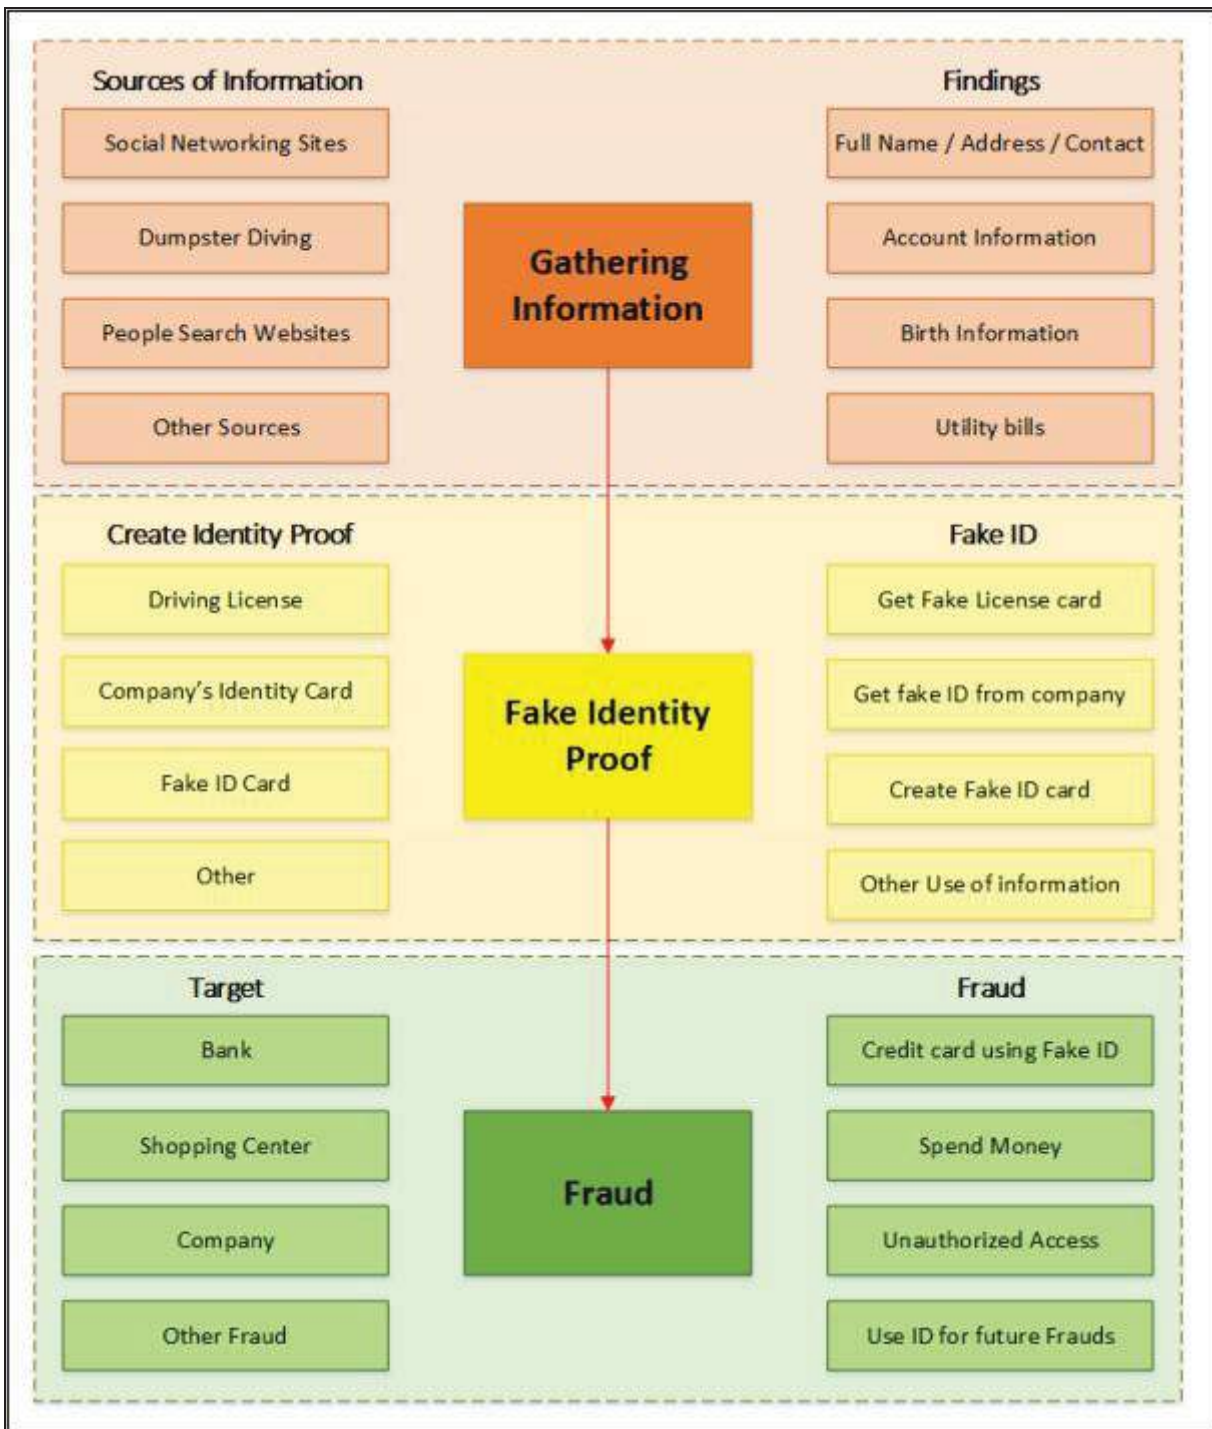 Sources of Information
Findings
Social Networking Sites
Full Name / Address / Contact
Dumpster Diving
Account Information
Gathering
Information
People Search Websites
Birth Information
Other Sources
Utility bills
Create Identity Proof
Fake ID
Driving License
Get Fake License card
Company's Identity Card
Get fake ID from company
Fake Identity
Proof
Fake ID Card
Create Fake ID card
Other
Other Use of information
Target
Fraud
Bank
Credit card using Fake ID
Shopping Center
Spend Money
Fraud
Company
Unauthorized Access
Other Fraud
Use ID for future Frauds